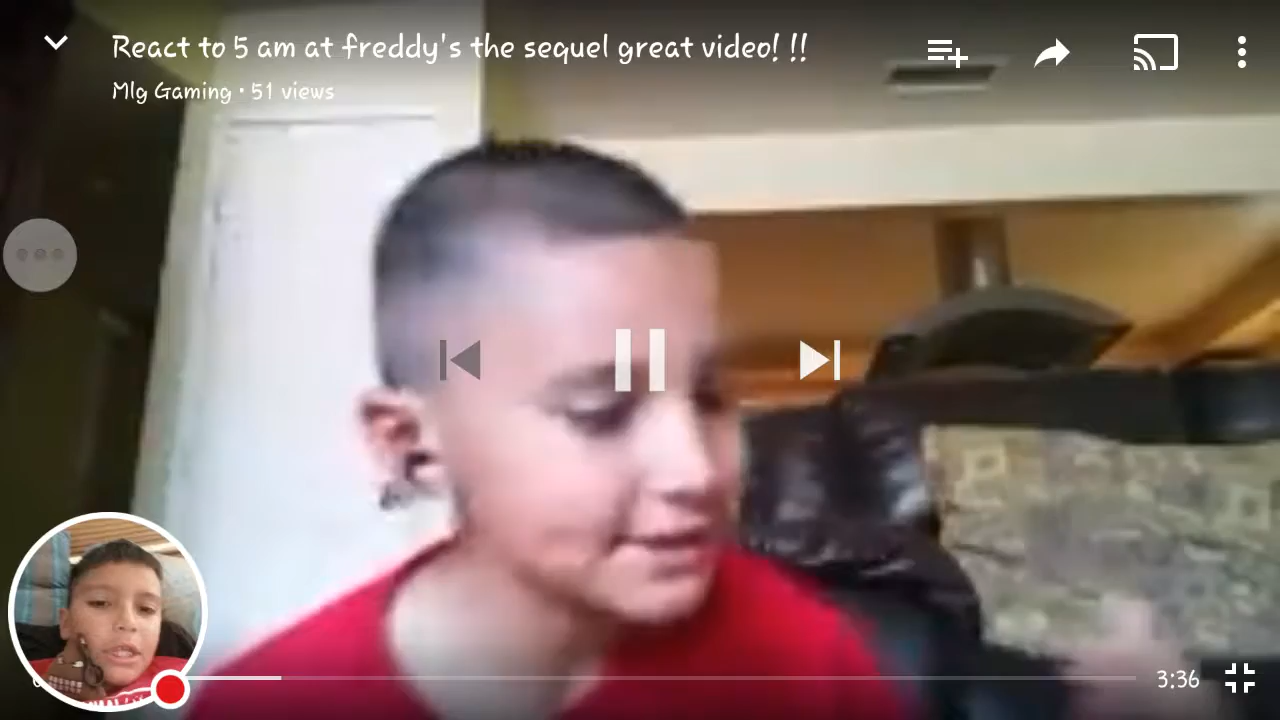 React to 5 am at freddy's the sequel great video! !!
Mlg Gaming • 51 views
3:36